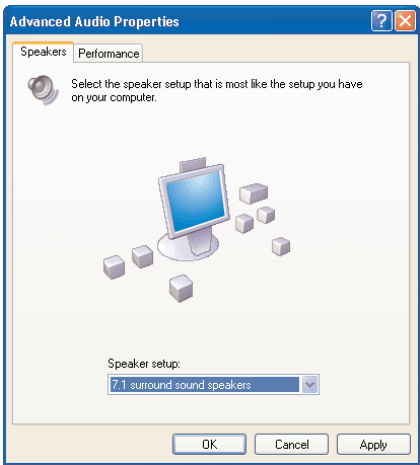 Advanced Audio Properties
Speakers Performance
Select the speaker setup that is most like the setup you have
on your computer.
Speaker setup:
7.1 surround sound speakers
OK Cancel Apply